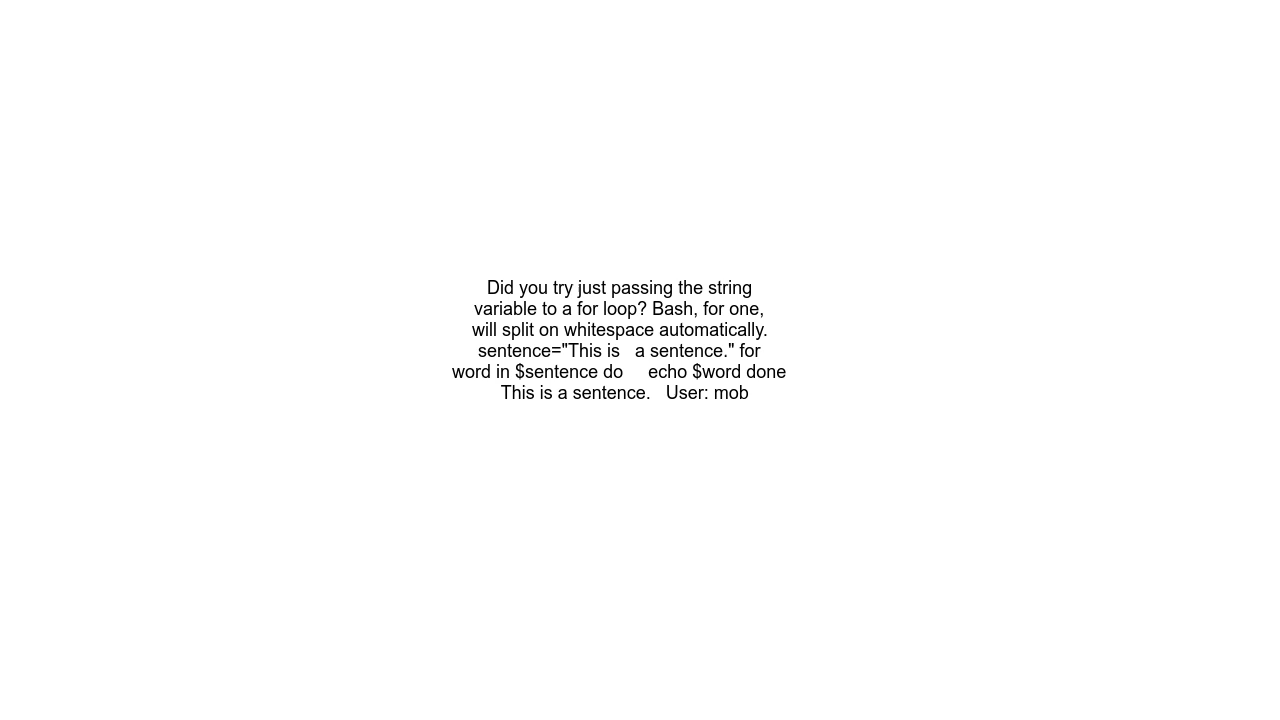 Did you try just passing the string
variable to a for loop? Bash, for one,
will split on whitespace automatically.
sentence="This is   a sentence." for
word in $sentence do     echo $word done
This is a sentence.   User: mob